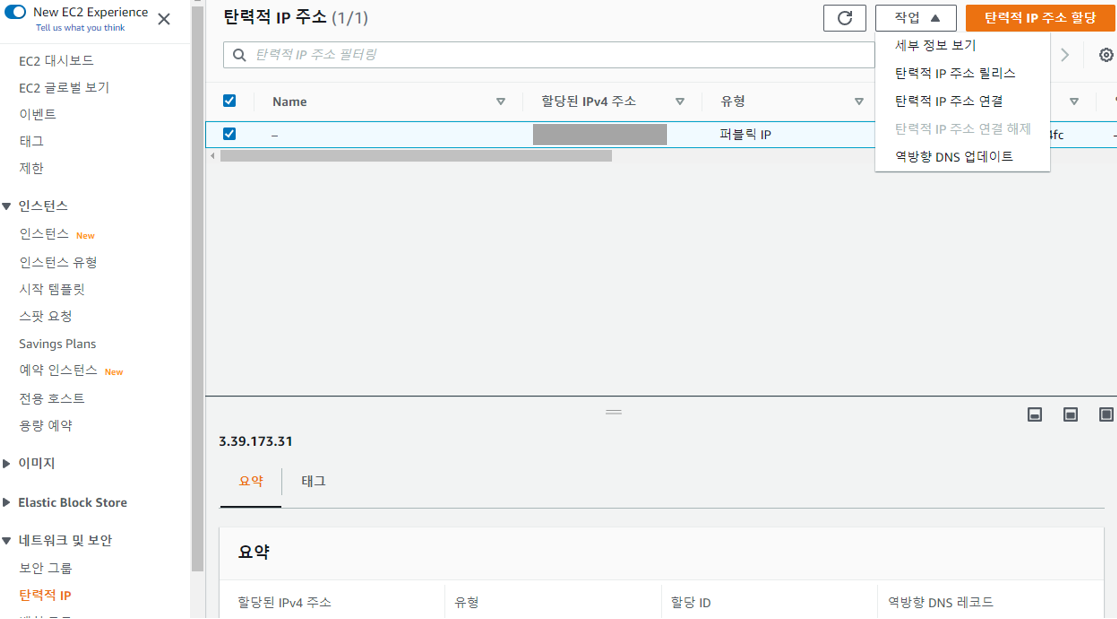 New EC2 Experience
Tell us what you think
EC2 대시보드
EC2 글로벌 보기
이벤트
태그
제한
인스턴스
인스턴스 New
인스턴스 유형
시작 템플릿
스팟 요청
Savings Plans
예약 인스턴스 New
전용 호스트
용량 예약
이미지
Elastic Block Store
네트워크 및 보안
보안 그룹
탄력적 IP
탄력적 IP 주소 (1/1)
작업
탄력적 IP 주소 할당
탄력적 IP 주소 필터링
세부 정보 보기
탄력적 IP 주소 릴리스
탄력적 IP 주소 연결
탄력적 IP 주소 연결 해제
역방향 DNS 업데이트
Name 할당된 IPv4 주소 유형
– 퍼블릭 IP 4fc
3.39.173.31
요약 태그
요약
할당된 IPv4 주소 유형 할당 ID 역방향 DNS 레코드